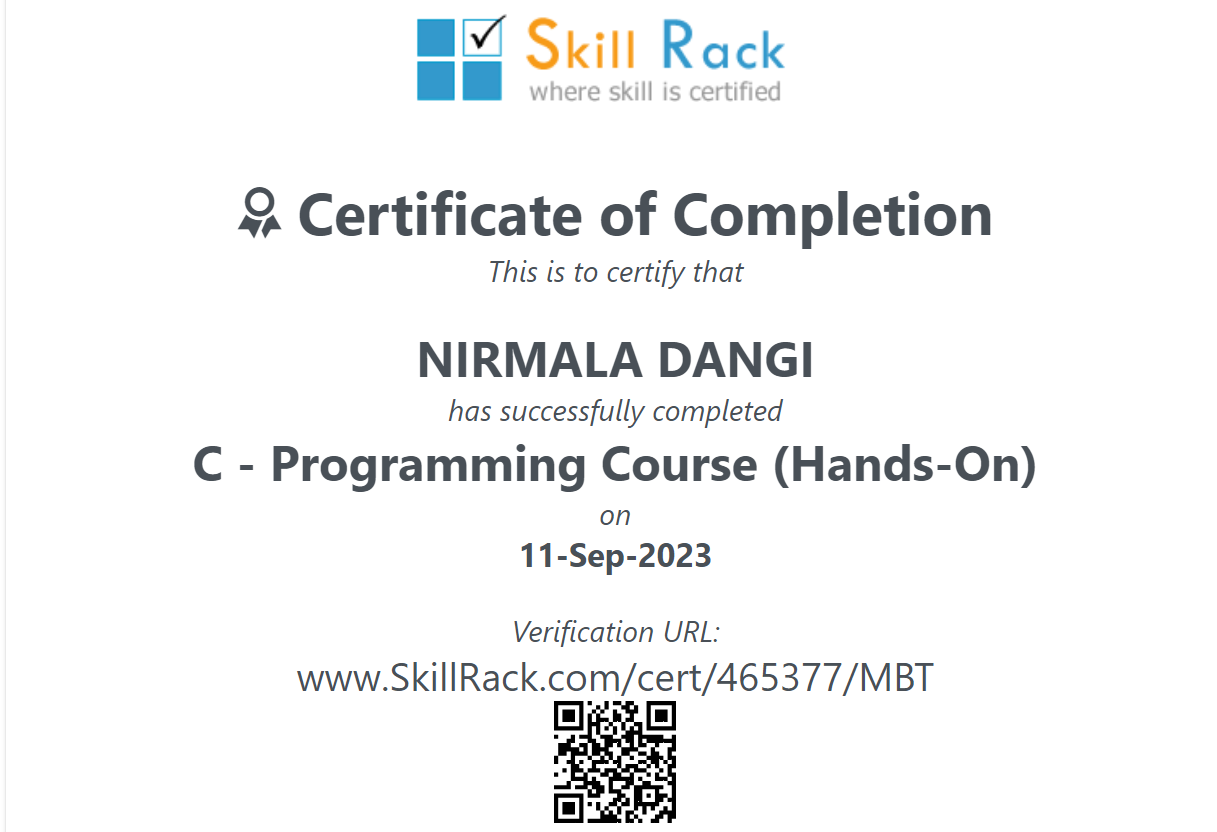 Skill Rack
where skill is certified
Certificate of Completion
This is to certify that
NIRMALA DANGI
has successfully completed
C - Programming Course (Hands-On)
on
11-Sep-2023
Verification URL:
www.SkillRack.com/cert/465377/MBT